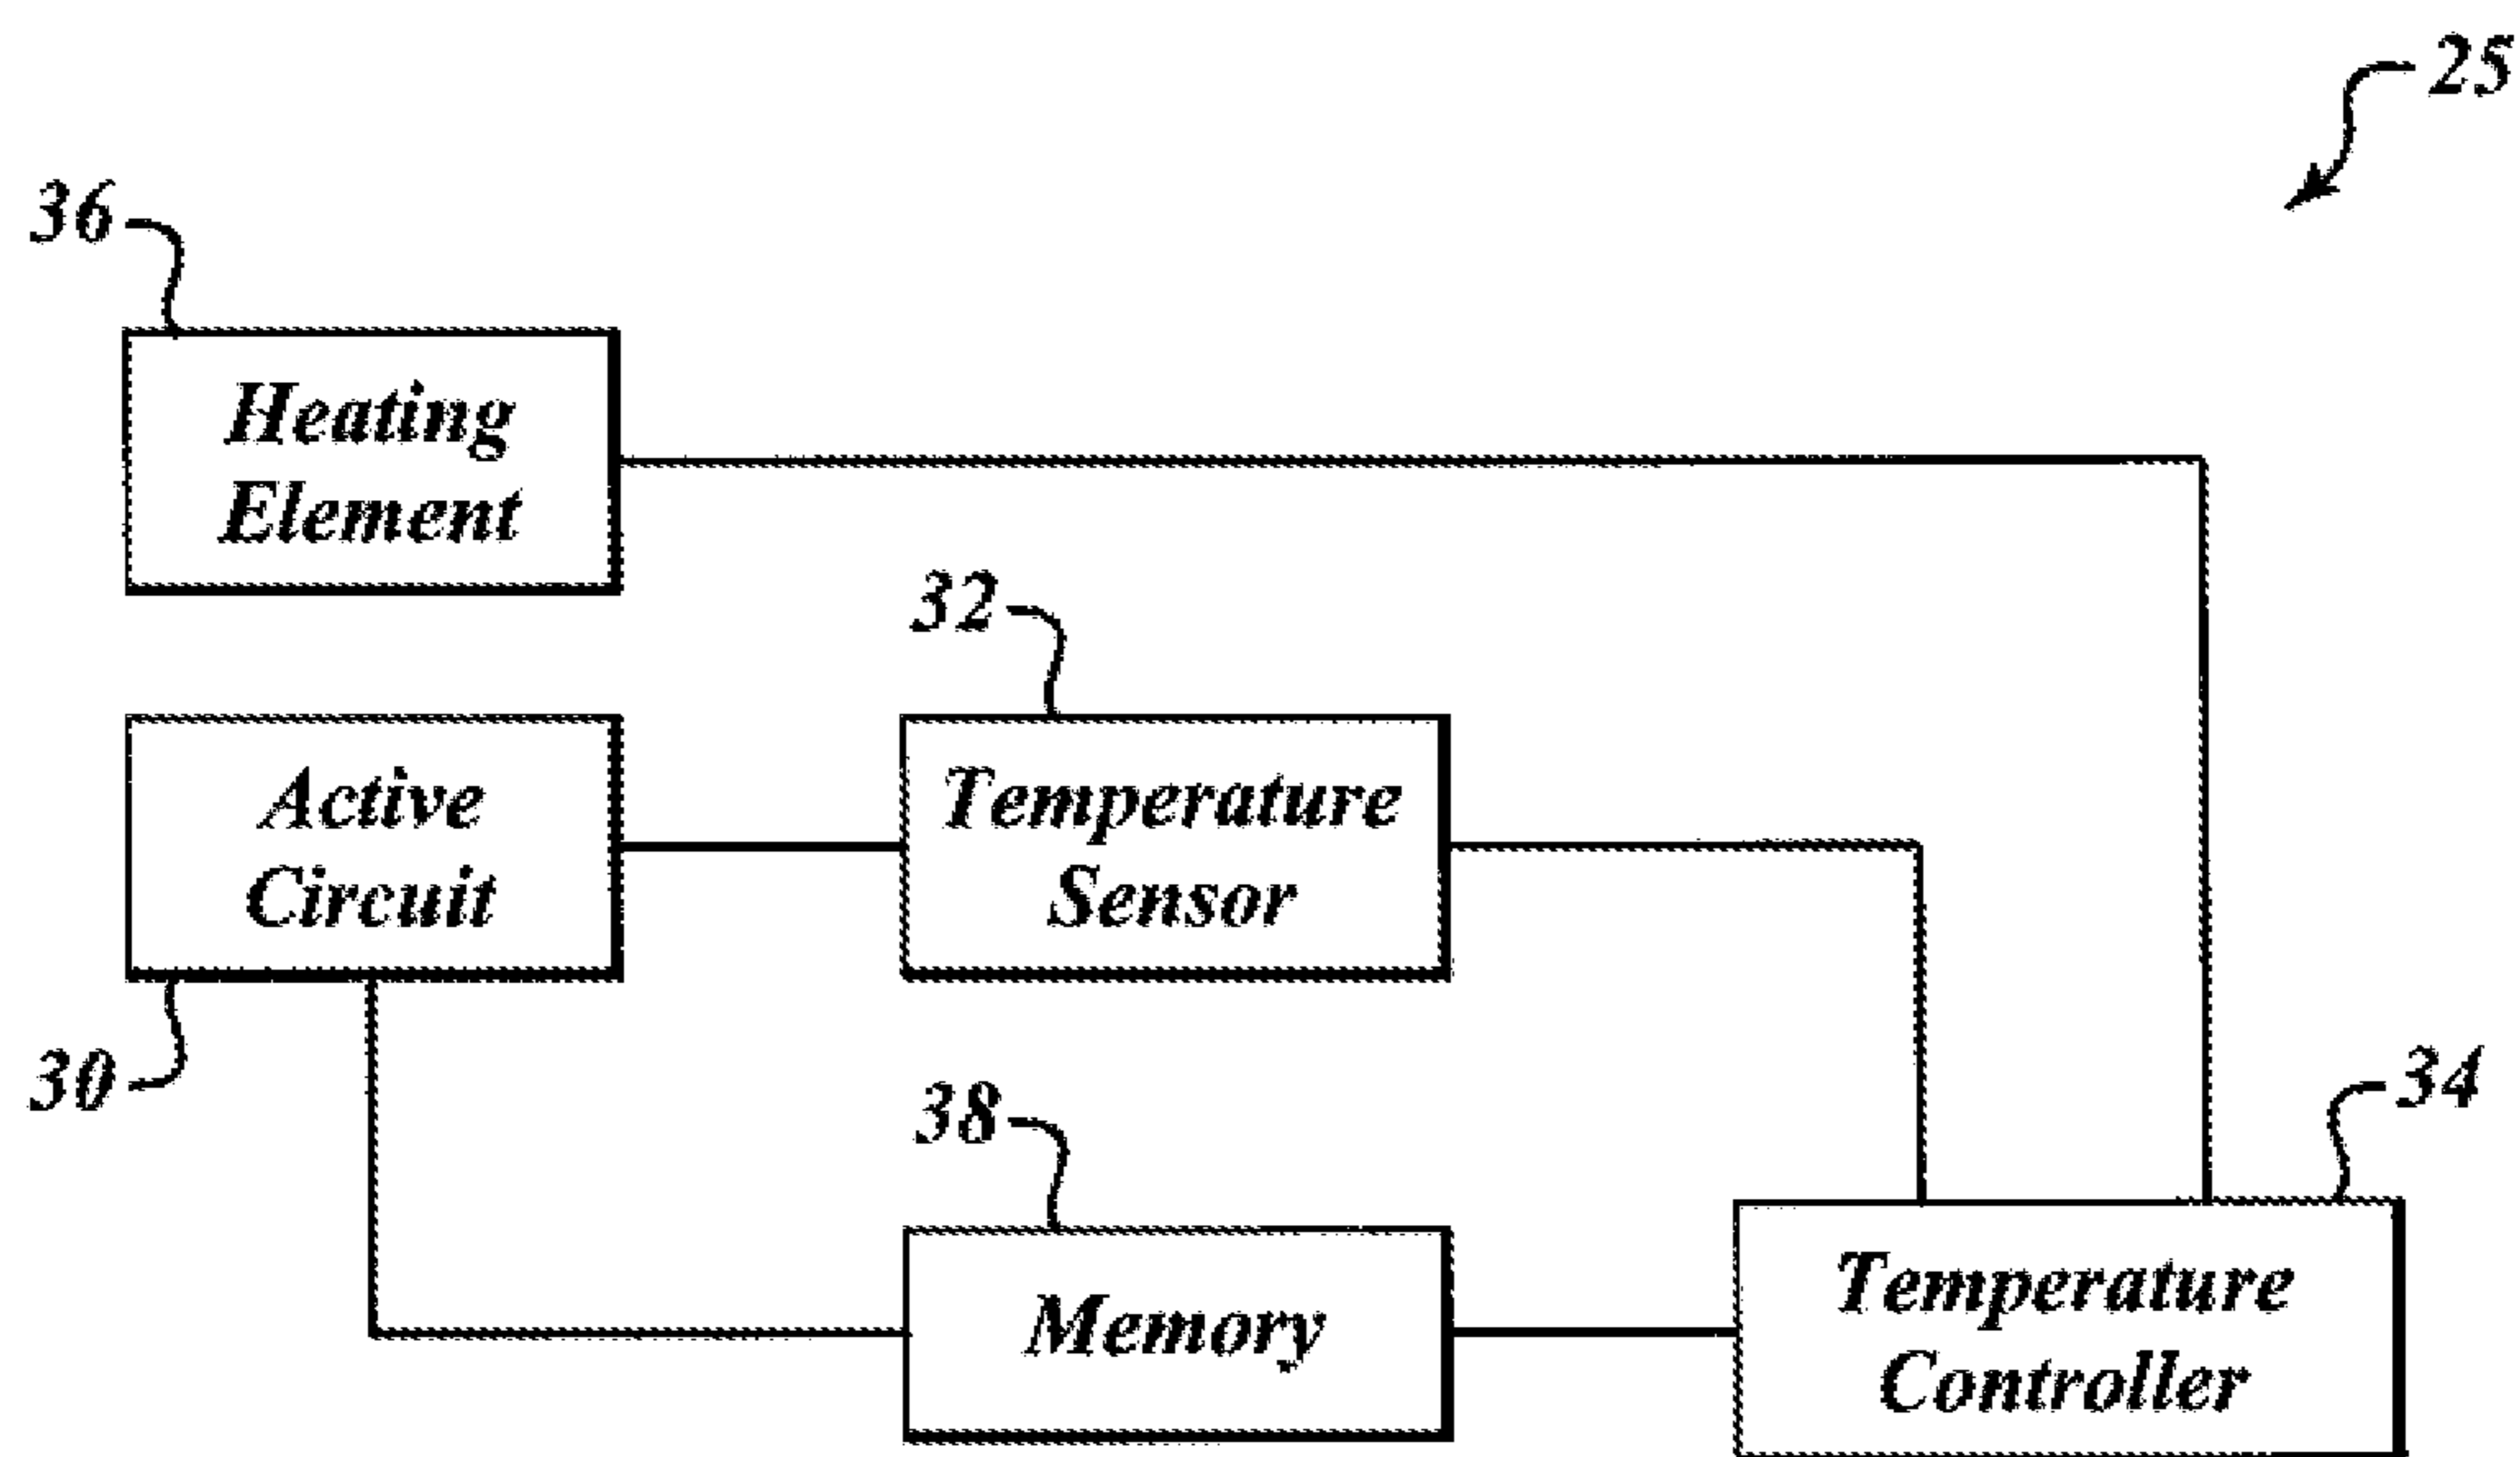 25
36
Heating
Element
32
Active
Circuit
Temperature
Sensor
30
38
34
Memory
Temperature
Controller